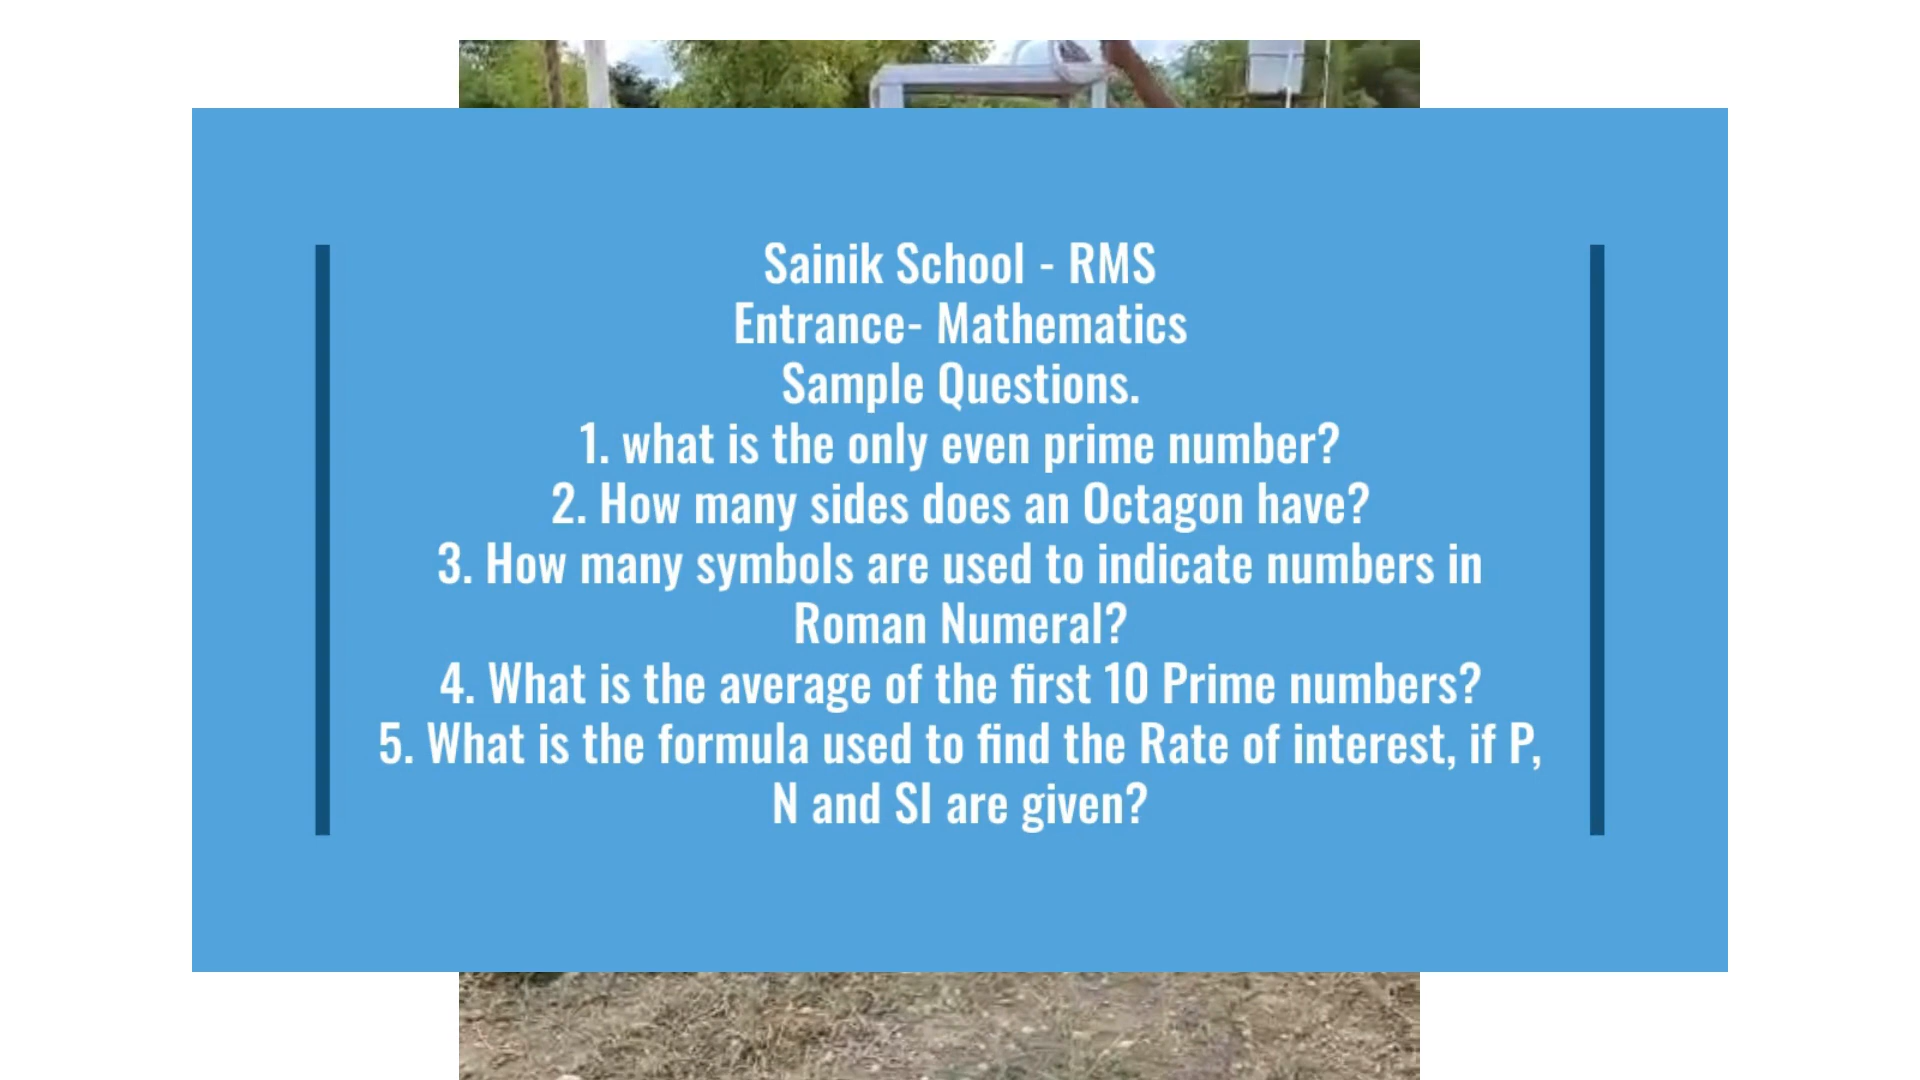 Sainik School - RMS
Entrance- Mathematics
Sample Questions.
1. what is the only even prime number?
2. How many sides does an Octagon have?
3. How many symbols are used to indicate numbers in
Roman Numeral?
4. What is the average of the first 10 Prime numbers?
5. What is the formula used to find the Rate of interest, if P,
N and SI are given?